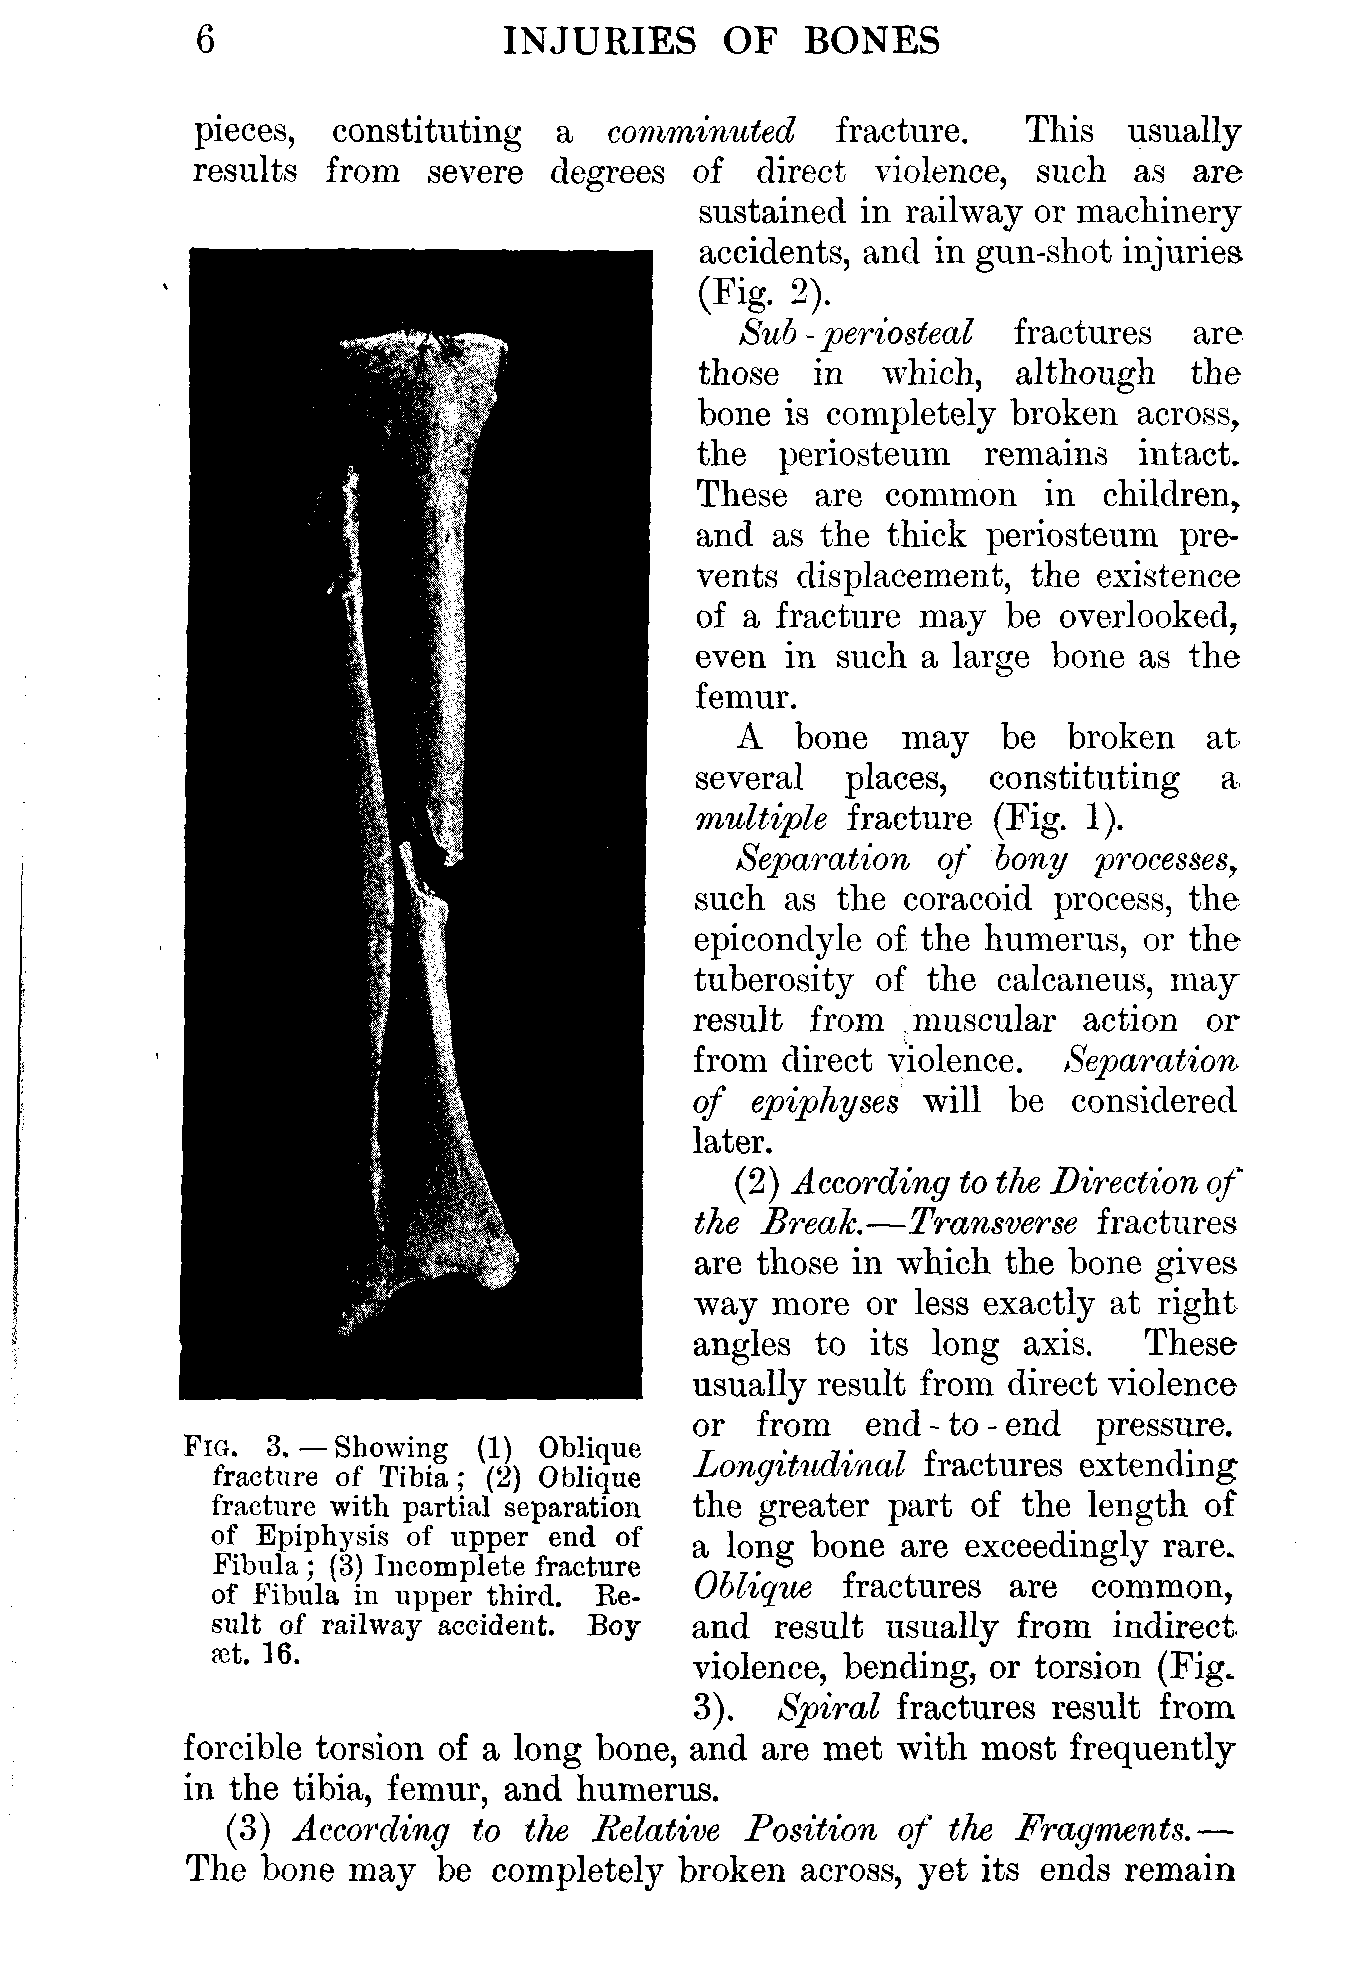 6 INJURIES OF BONES
pieces, constituting a comminuted fracture. This usually
results from severe degrees of direct violence, such as are
sustained in railway or machinery
accidents, and in gun-shot injuries
(Fig. 2).
Sub-periosteal fractures are
those in which, although the
bone is completely broken across,
the periosteum remains intact.
These are common in children,
and as the thick periosteum pre-
vents displacement, the existence
of a fracture may be overlooked,
even in such a large bone as the
femur.
A bone may be broken at
several places, constituting a
multiple fracture (Fig. 1).
Separation of bony processes,
such as the coracoid process, the
epicondyle of the humerus, or the
tuberosity of the calcaneus, may
result from muscular action or
from direct violence. Separation
of epiphyses will be considered
later.
(2) According to the Direction of
the Break.—Transverse fractures
are those in which the bone gives
way more or less exactly at right
angles to its long axis. These
usually result from direct violence
or from end-to-end pressure.
Longitudinal fractures extending
the greater part of the length of
a long bone are exceedingly rare.
Oblique fractures are common,
and result usually from indirect
violence, bending, or torsion (Fig.
3). Spiral fractures result from
FIG. 3.—Showing (1) Oblique
fracture of Tibia; (2) Oblique
fracture with partial separation
of Epiphysis of upper end of
Fibula; (3) Incomplete fracture
of Fibula in upper third. Re-
sult of railway accident. Boy
æt. 16.
forcible torsion of a long bone, and are met with most frequently
in the tibia, femur, and humerus.
(3) According to the Relative Position of the Fragments.—
The bone may be completely broken across, yet its ends remain